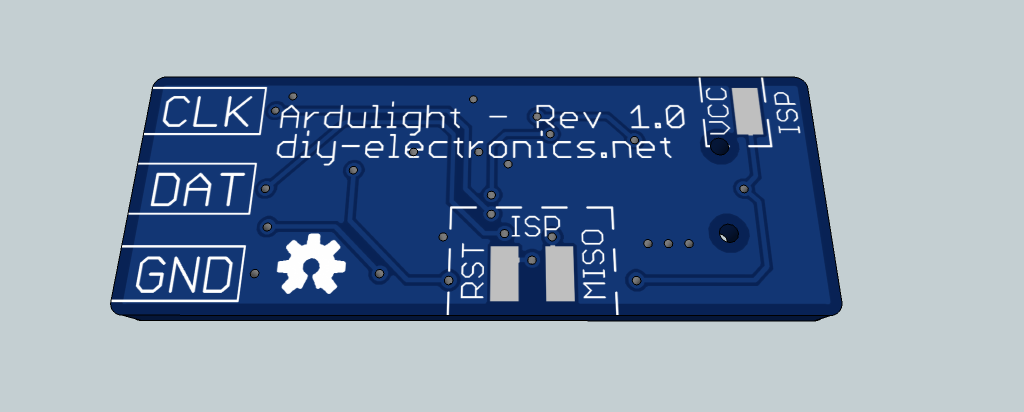 CLK
Ardulight - Rev 1.0
diy-electronics.net
VCC
ISP
DAT
GND
ISP
RST
MISO